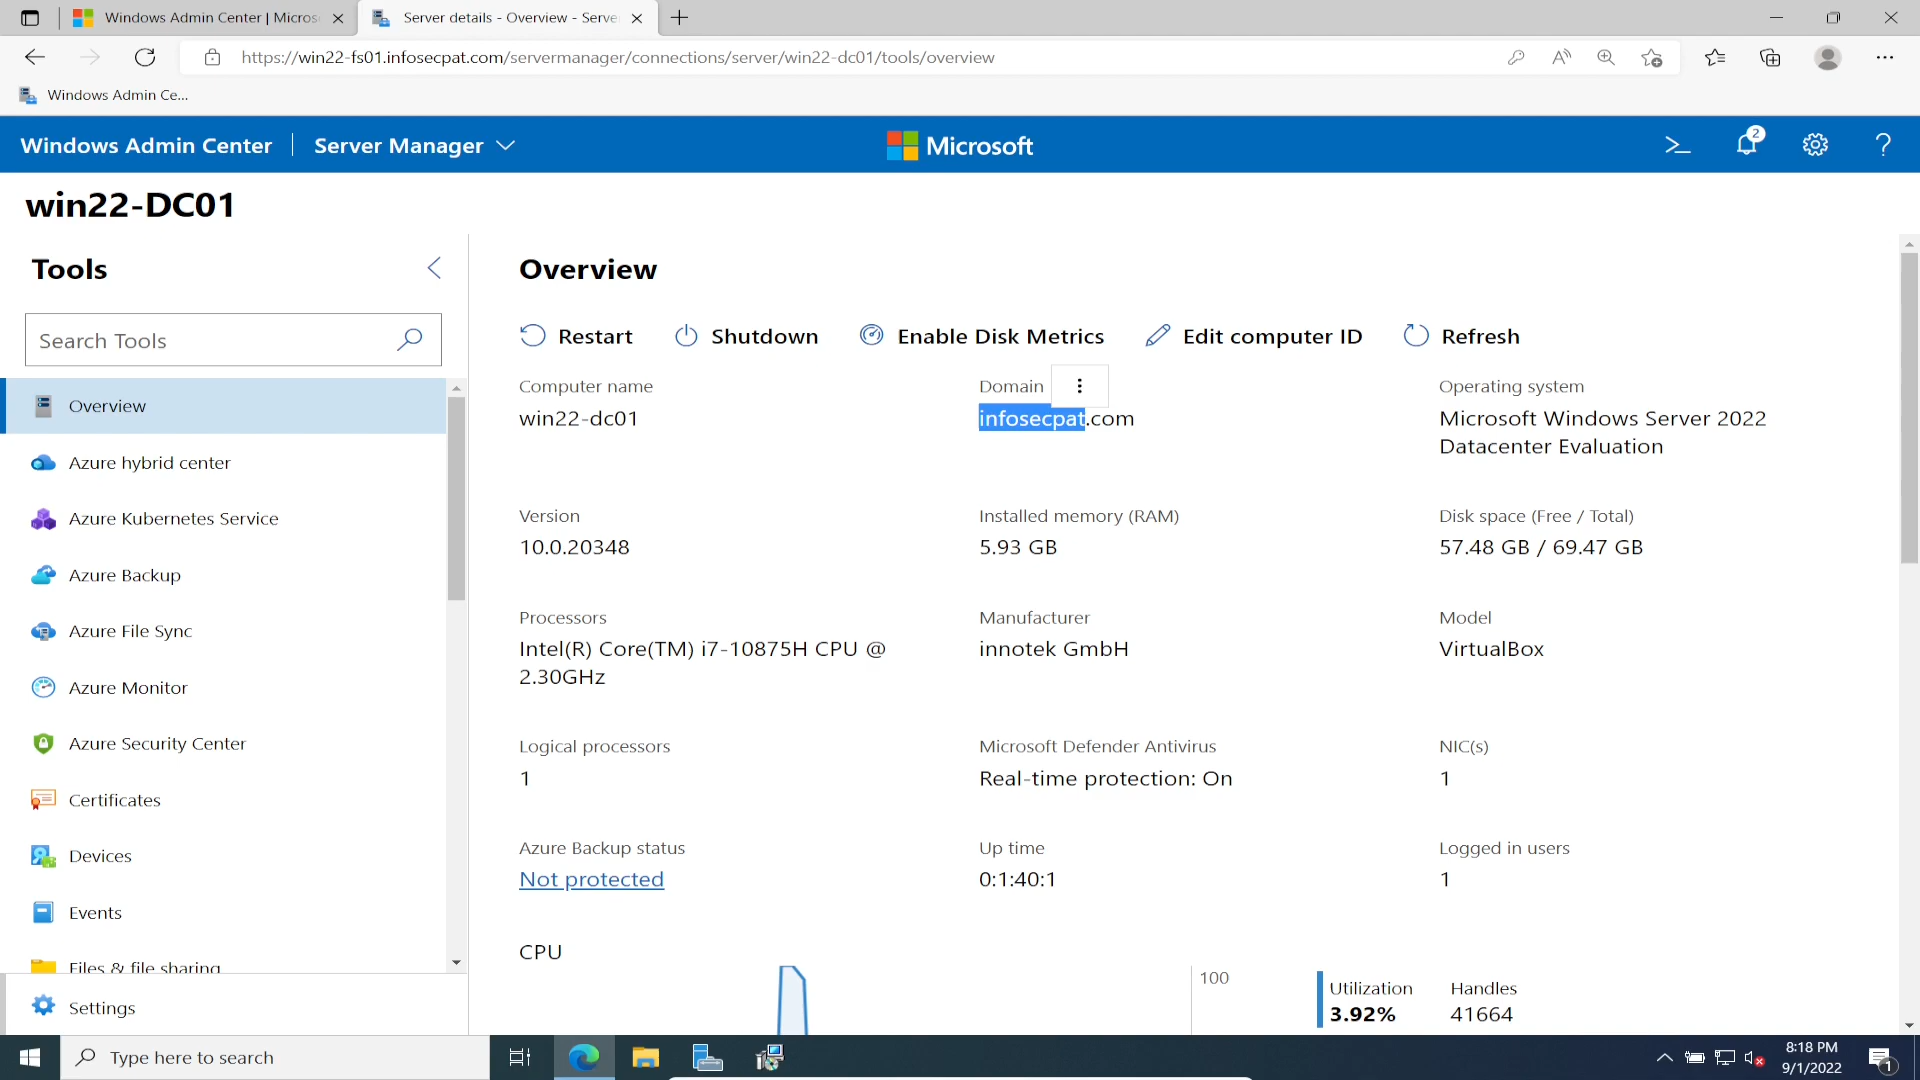 Windows Admin Center | Micros
Server details - Overview - Serve
https://win22-fs01.infosecpat.com/servermanager/connections/server/win22-dc01/tools/overview
Windows Admin Ce...
Windows Admin Center
Server Manager
Microsoft
2
win22-DC01
Tools
Overview
Search Tools
Restart
Shutdown
Enable Disk Metrics
Edit computer ID
Refresh
Computer name
Domain
Operating system
win22-dc01
infosecpat.com
Microsoft Windows Server 2022
Datacenter Evaluation
Version
Installed memory (RAM)
Disk space (Free / Total)
10.0.20348
5.93 GB
57.48 GB / 69.47 GB
Processors
Manufacturer
Model
Intel(R) Core(TM) i7-10875H CPU @
2.30GHz
innotek GmbH
VirtualBox
Logical processors
Microsoft Defender Antivirus
NIC(s)
1
Real-time protection: On
1
Azure Backup status
Up time
Logged in users
Not protected
0:1:40:1
1
CPU
100
Utilization
Handles
3.92%
41664
Overview
Azure hybrid center
Azure Kubernetes Service
Azure Backup
Azure File Sync
Azure Monitor
Azure Security Center
Certificates
Devices
Events
Files & file sharing
Settings
Type here to search
8:18 PM
9/1/2022
1